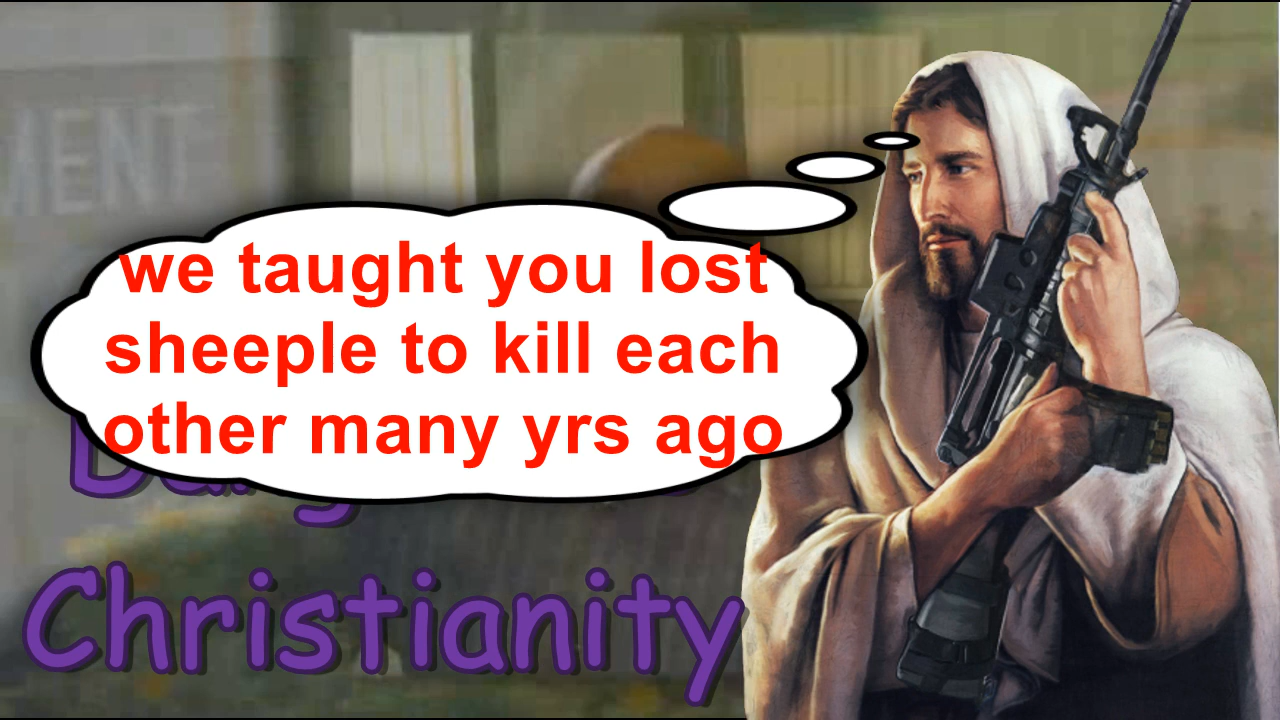 MENT
we taught you lost
sheeple to kill each
other many yrs ago
Christianity